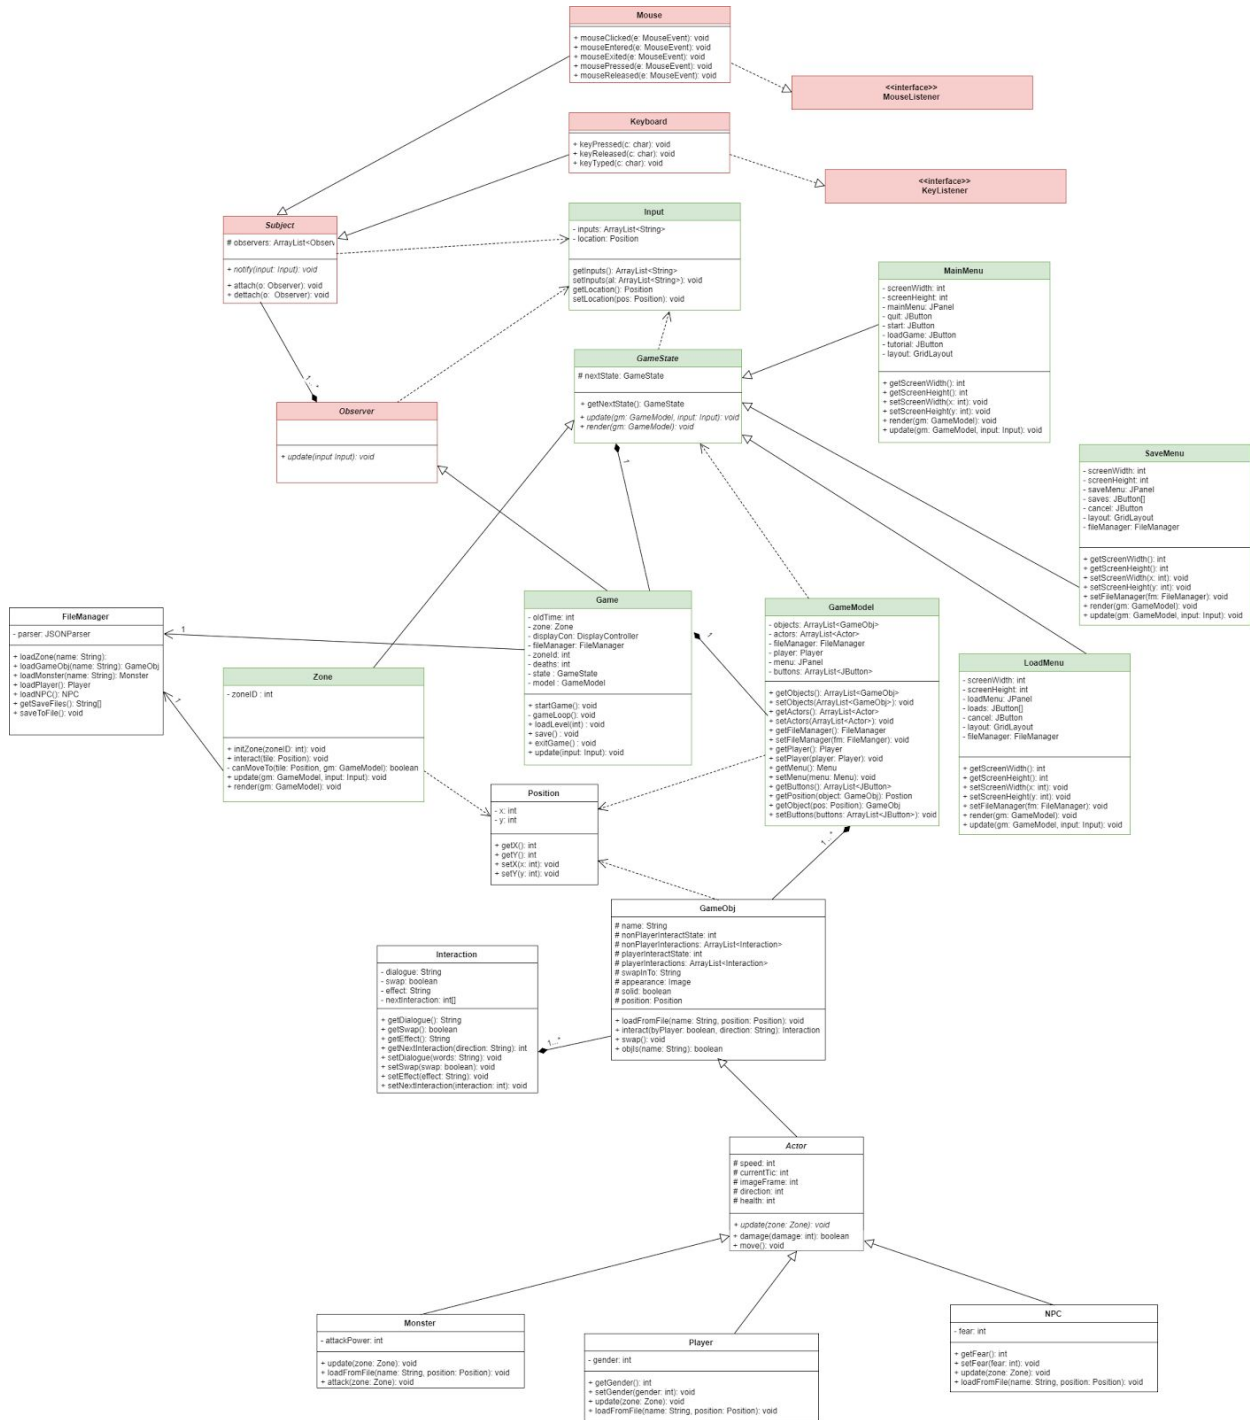 Mouse
+ mouseClicked(e: MouseEvent): void
+ mouseEntered(e: MouseEvent): void
+ mouseExited(e: MouseEvent): void
+ mousePressed(e: MouseEvent): void
+ mouseReleased(e: MouseEvent): void
<<interface>>
MouseListener
Keyboard
+ keyPressed(c: char): void
+ keyReleased(c: char): void
+ keyTyped(c: char): void
<<interface>>
KeyListener
Subject
# observers: ArrayList<Observ
+ notify(input: Input): void
+ attach(o: Observer): void
+ dettach(o: Observer): void
Input
- inputs: ArrayList<String>
- location: Position
getInputs(): ArrayList<String>
setInputs(al: ArrayList<String>): void
getLocation(): Position
setLocation(pos: Position): void
MainMenu
- screenWidth: int
- screenHeight: int
- mainMenu: JPanel
- quit: JButton
- start: JButton
- loadGame: JButton
- tutorial: JButton
- layout: GridLayout
+ getScreenWidth(): int
+ getScreenHeight(): int
+ setScreenWidth(x: int): void
+ setScreenHeight(y: int): void
+ render(gm: GameModel): void
+ update(gm: GameModel, input: Input): void
GameState
# nextState: GameState
+ getNextState(): GameState
+ update(gm: GameModel, input: Input): void
+ render(gm: GameModel): void
1...*
Observer
+ update(input Input): void
1
SaveMenu
- screenWidth: int
- screenHeight: int
- saveMenu: JPanel
- saves: JButton[]
- cancel: JButton
- layout: GridLayout
- fileManager: FileManager
+ getScreenWidth(): int
+ getScreenHeight(): int
+ setScreenWidth(x: int): void
+ setScreenHeight(y: int): void
+ setFileManager(fm: FileManager): void
+ render(gm: GameModel): void
+ update(gm: GameModel, input: Input): void
FileManager
- parser: JSONParser
+ loadZone(name: String):
+ loadGameObj(name: String): GameObj
+ loadMonster(name: String): Monster
+ loadPlayer(): Player
+ loadNPC(): NPC
+ getSaveFiles(): String[]
+ saveToFile(): void
1
1
Zone
- zoneID : int
+ initZone(zoneID: int): void
+ interact(tile: Position): void
- canMoveTo(tile: Position, gm: GameModel): boolean
+ update(gm: GameModel, input: Input): void
+ render(gm: GameModel): void
Game
- oldTime: int
- zone: Zone
- displayCon: DisplayController
- fileManager: FileManager
- zoneId: int
- deaths: int
- state : GameState
- model : GameModel
+ startGame(): void
- gameLoop(): void
+ loadLevel(int) : void
+ save() : void
+ exitGame() : void
+ update(input: Input): void
1
GameModel
- objects: ArrayList<GameObj>
- actors: ArrayList<Actor>
- fileManager: FileManager
- player: Player
- menu: JPanel
- buttons: ArrayList<JButton>
+ getObjects(): ArrayList<GameObj>
+ setObjects(ArrayList<GameObj>): void
+ getActors(): ArrayList<Actor>
+ setActors(ArrayList<Actor>): void
+ getFileManager(): FileManager
+ setFileManager(fm: FileManger): void
+ getPlayer(): Player
+ setPlayer(player: Player): void
+ getMenu(): Menu
+ setMenu(menu: Menu): void
+ getButtons(): ArrayList<JButton>
+ getPosition(object: GameObj): Postion
+ getObject(pos: Position): GameObj
+ setButtons(buttons: ArrayList<JButton>): void
LoadMenu
- screenWidth: int
- screenHeight: int
- loadMenu: JPanel
- loads: JButton[]
- cancel: JButton
- layout: GridLayout
- fileManager: FileManager
+ getScreenWidth(): int
+ getScreenHeight(): int
+ setScreenWidth(x: int): void
+ setScreenHeight(y: int): void
+ setFileManager(fm: FileManager): void
+ render(gm: GameModel): void
+ update(gm: GameModel, input: Input): void
Position
- x: int
- y: int
+ getX(): int
+ getY(): int
+ setX(x: int): void
+ setY(y: int): void
1...*
GameObj
# name: String
# nonPlayerInteractState: int
# nonPlayerInteractions: ArrayList<Interaction>
# playerInteractState: int
# playerInteractions: ArrayList<Interaction>
# swapInTo: String
# appearance: Image
# solid: boolean
# position: Position
+ loadFromFile(name: String, position: Position): void
+ interact(byPlayer: boolean, direction: String): Interaction
+ swap(): void
+ objIs(name: String): boolean
Interaction
- dialogue: String
- swap: boolean
- effect: String
- nextInteraction: int[]
+ getDialogue(): String
+ getSwap(): boolean
+ getEffect(): String
+ getNextInteraction(direction: String): int
+ setDialogue(words: String): void
+ setSwap(swap: boolean): void
+ setEffect(effect: String): void
+ setNextInteraction(interaction: int): void
1...*
Actor
# speed: int
# currentTic: int
# imageFrame: int
# direction: int
# health: int
+ update(zone: Zone): void
+ damage(damage: int): boolean
+ move(): void
Monster
- attackPower: int
+ update(zone: Zone): void
+ loadFromFile(name: String, position: Position): void
+ attack(zone: Zone): void
Player
- gender: int
+ getGender(): int
+ setGender(gender: int): void
+ update(zone: Zone): void
+ loadFromFile(name: String, position: Position): void
NPC
- fear: int
+ getFear(): int
+ setFear(fear: int): void
+ update(zone: Zone): void
+ loadFromFile(name: String, position: Position): void